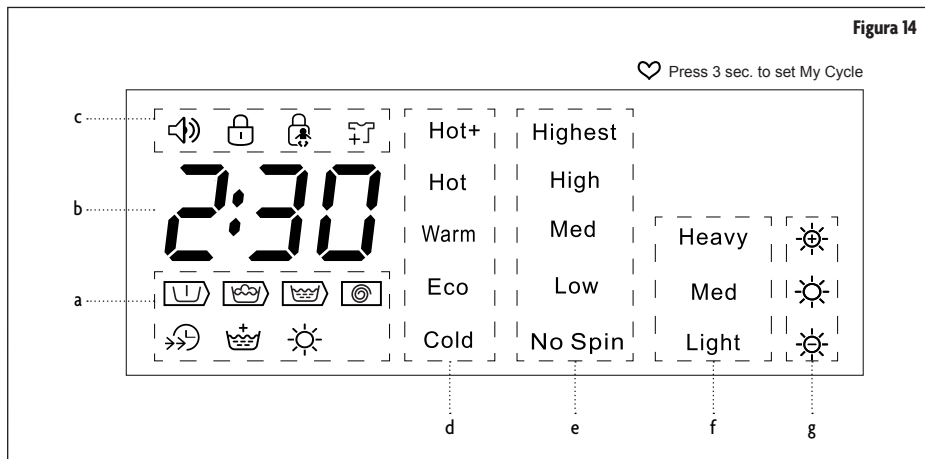 Figura 14
Press 3 sec. to set My Cycle
c
b
a
2:30
Hot+
Hot
Warm
Eco
Cold
Highest
High
Med
Low
No Spin
Heavy
Med
Light
d
e
f
g